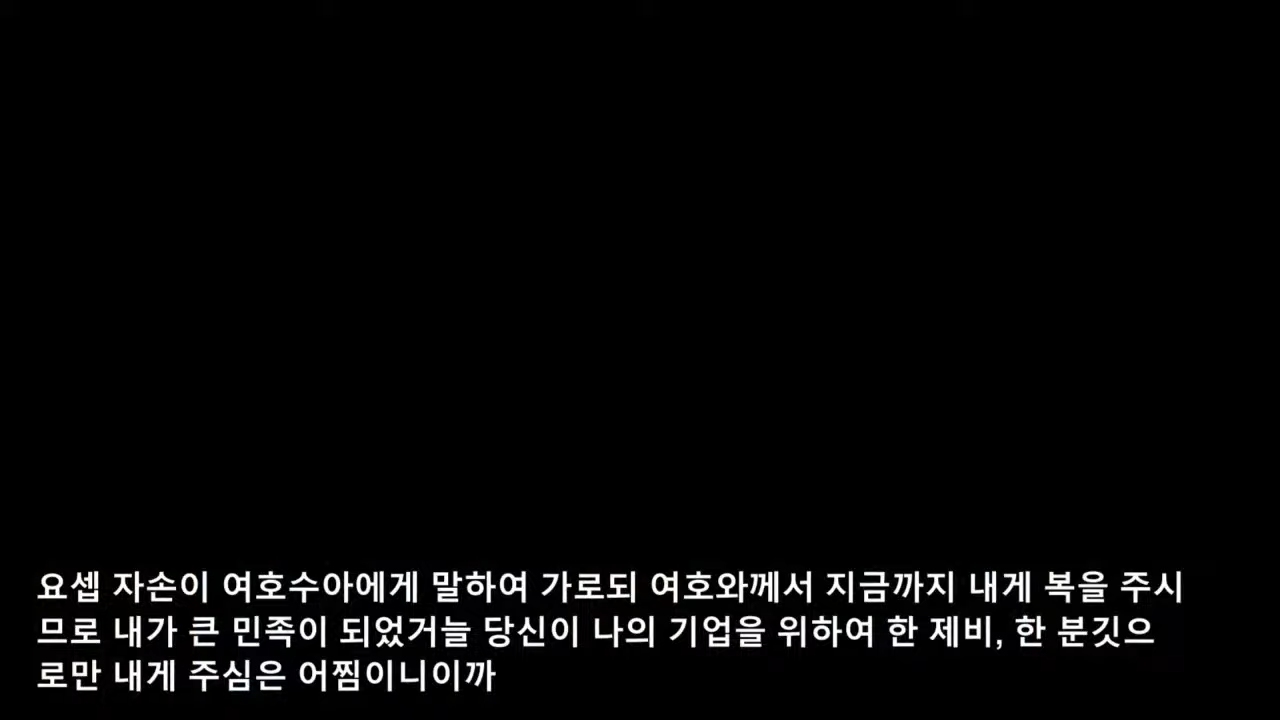 요셉 자손이 여호수아에게 말하여 가로되 여호와께서 지금까지 내게 복을 주시
므로 내가 큰 민족이 되었거늘 당신이 나의 기업을 위하여 한 제비, 한 분깃으
로만 내게 주심은 어찜이니이까